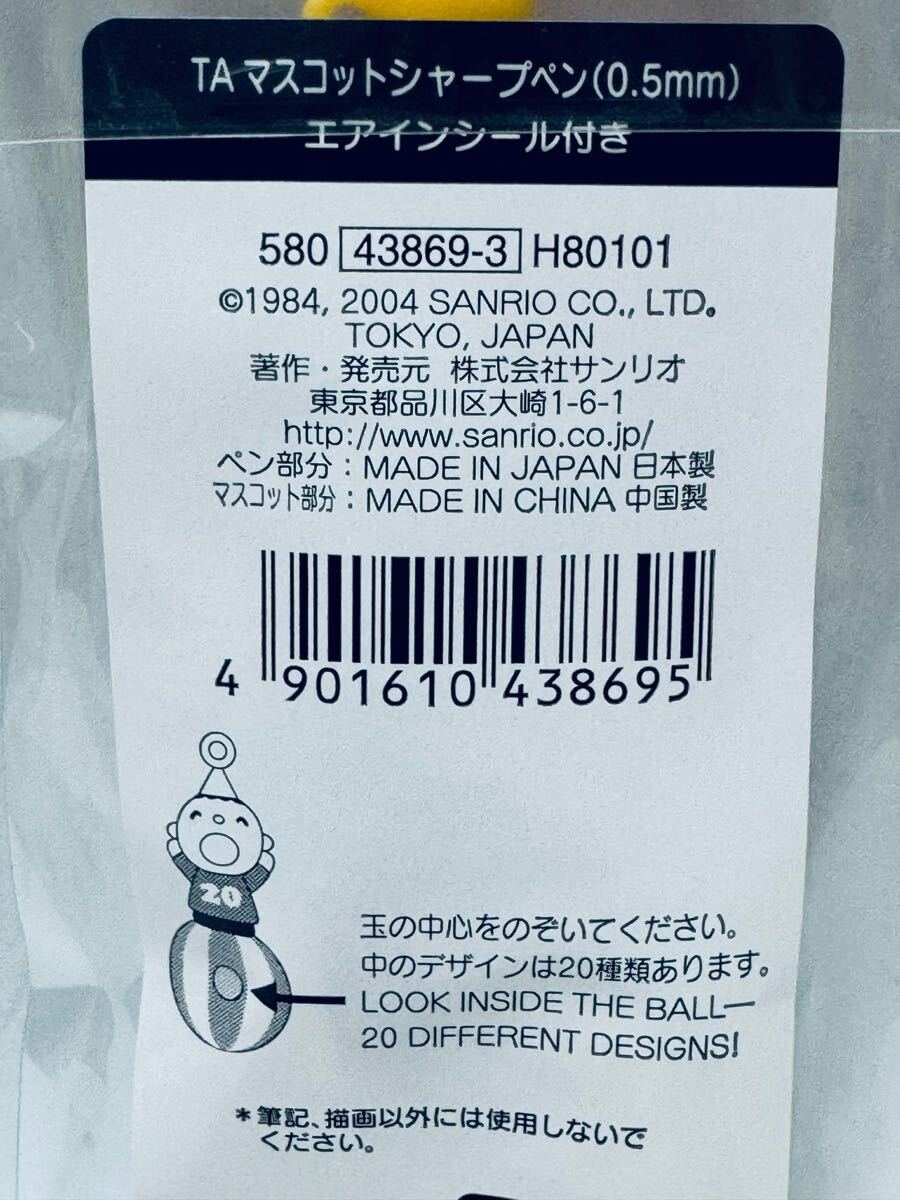 TAマスコットシャープペン(0.5mm)
エアインシール付き
580 43869-3 H80101
©1984, 2004 SANRIO CO., LTD.
TOKYO, JAPAN
著作・発売元 株式会社サンリオ
東京都品川区大崎1-6-1
http://www.sanrio.co.jp/
ペン部分：MADE IN JAPAN 日本製
マスコット部分：MADE IN CHINA 中国製
4 901610 438695
20
玉の中心をのぞいてください。
中のデザインは20種類あります。
LOOK INSIDE THE BALL—
20 DIFFERENT DESIGNS!
*筆記、描画以外には使用しないで
ください。